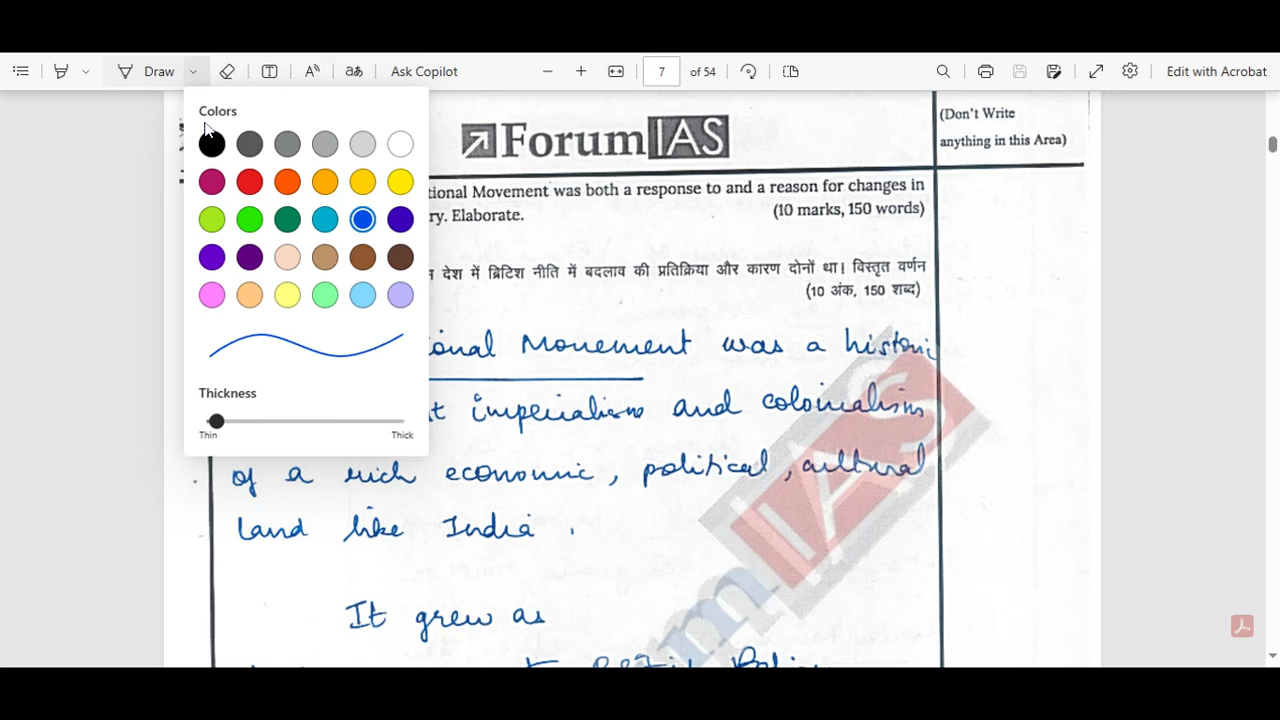 Draw
Ask Copilot
7 of 54
Edit with Acrobat
Colors
Thickness
Thin Thick
ForumIAS
(Don't Write
anything in this Area)
tional Movement was both a response to and a reason for changes in
ry. Elaborate. (10 marks, 150 words)
न देश में ब्रिटिश नीति में बदलाव की प्रतिक्रिया और कारण दोनों था। विस्तृत वर्णन
(10 अंक, 150 शब्द)
ional Movement was a historic
t imperialism and colonialism
of a rich economic, political, cultural
land like India.
It grew as